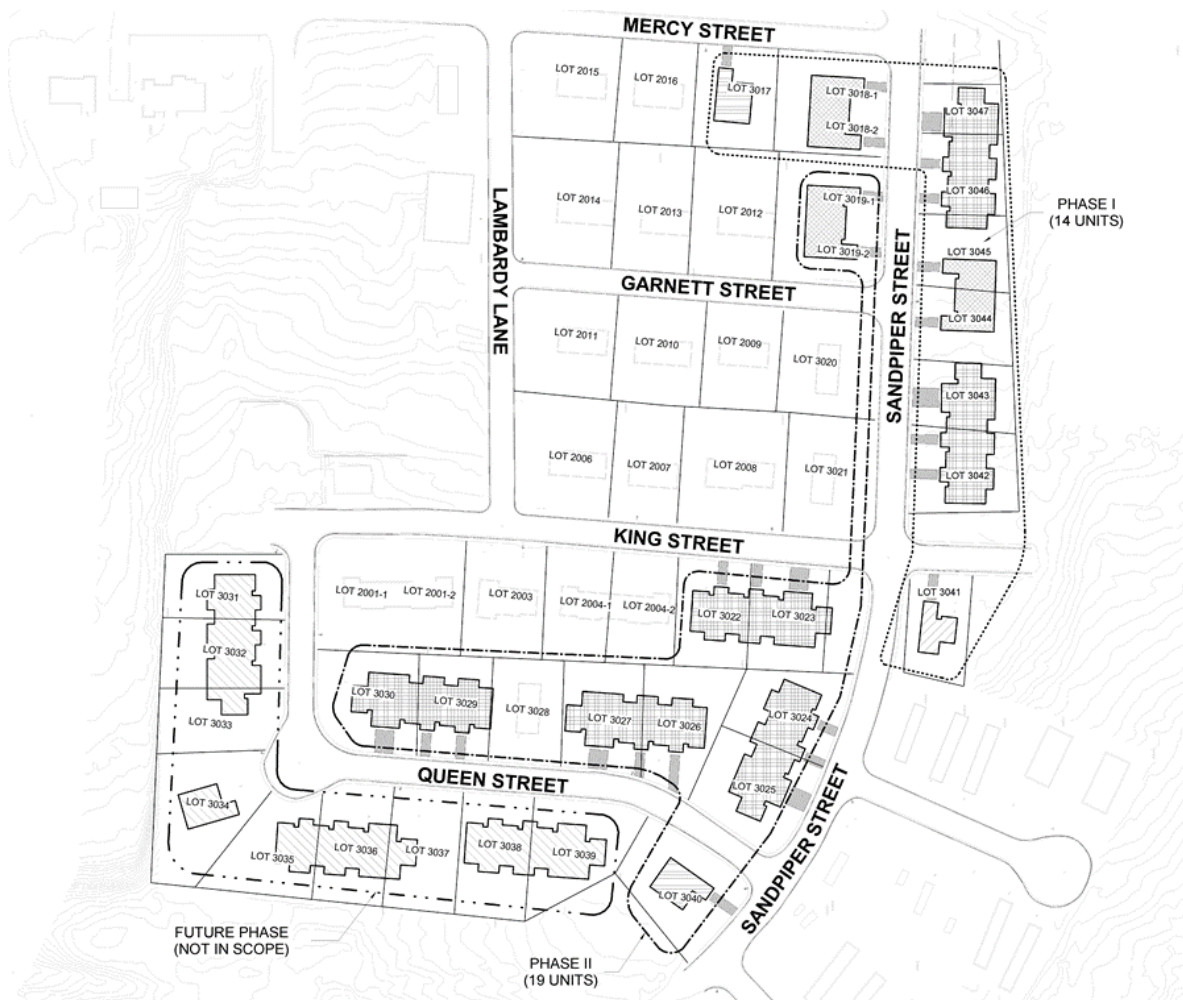 MERCY STREET
LOT 2015
LOT 2016
LOT 3017
LOT 3018-1
LOT 3018-2
LOT 3047
LOT 3046
PHASE I
(14 UNITS)
LAMBARDY LANE
LOT 2014
LOT 2013
LOT 2012
LOT 3019-1
LOT 3019-2
SANDPIPER STREET
LOT 3045
LOT 3044
GARNETT STREET
LOT 2011
LOT 2010
LOT 2009
LOT 3020
LOT 3043
LOT 2006
LOT 2007
LOT 2008
LOT 3021
LOT 3042
KING STREET
LOT 3031
LOT 2001-1
LOT 2001-2
LOT 2003
LOT 2004-1
LOT 2004-2
LOT 3022
LOT 3023
LOT 3041
LOT 3032
LOT 3033
LOT 3030
LOT 3029
LOT 3028
LOT 3027
LOT 3026
LOT 3024
LOT 3025
QUEEN STREET
LOT 3034
LOT 3035
LOT 3036
LOT 3037
LOT 3038
LOT 3039
LOT 3040
SANDPIPER STREET
FUTURE PHASE
(NOT IN SCOPE)
PHASE II
(19 UNITS)